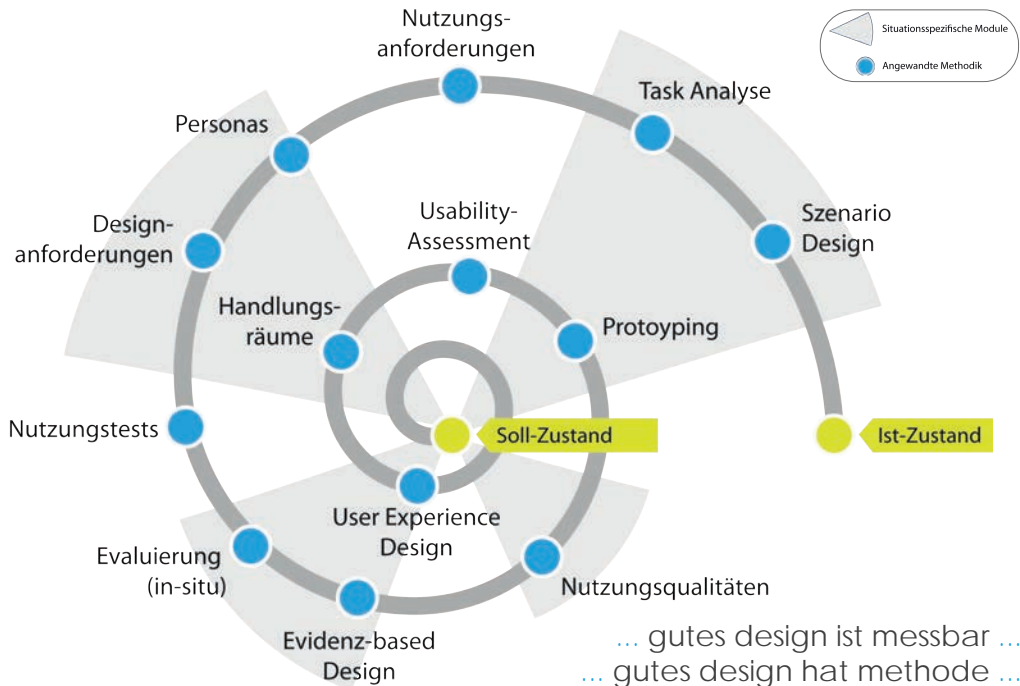 Situationsspezifische Module
Angewandte Methodik
Nutzungs-
anforderungen
Task Analyse
Personas
Szenario
Design
Usability-
Assessment
Design-
anforderungen
Handlungs-
räume
Protoyping
Nutzungstests
Soll-Zustand
Ist-Zustand
User Experience
Design
Evaluierung
(in-situ)
Nutzungsqualitäten
Evidenz-based
Design
... gutes design ist messbar ...
... gutes design hat methode ...